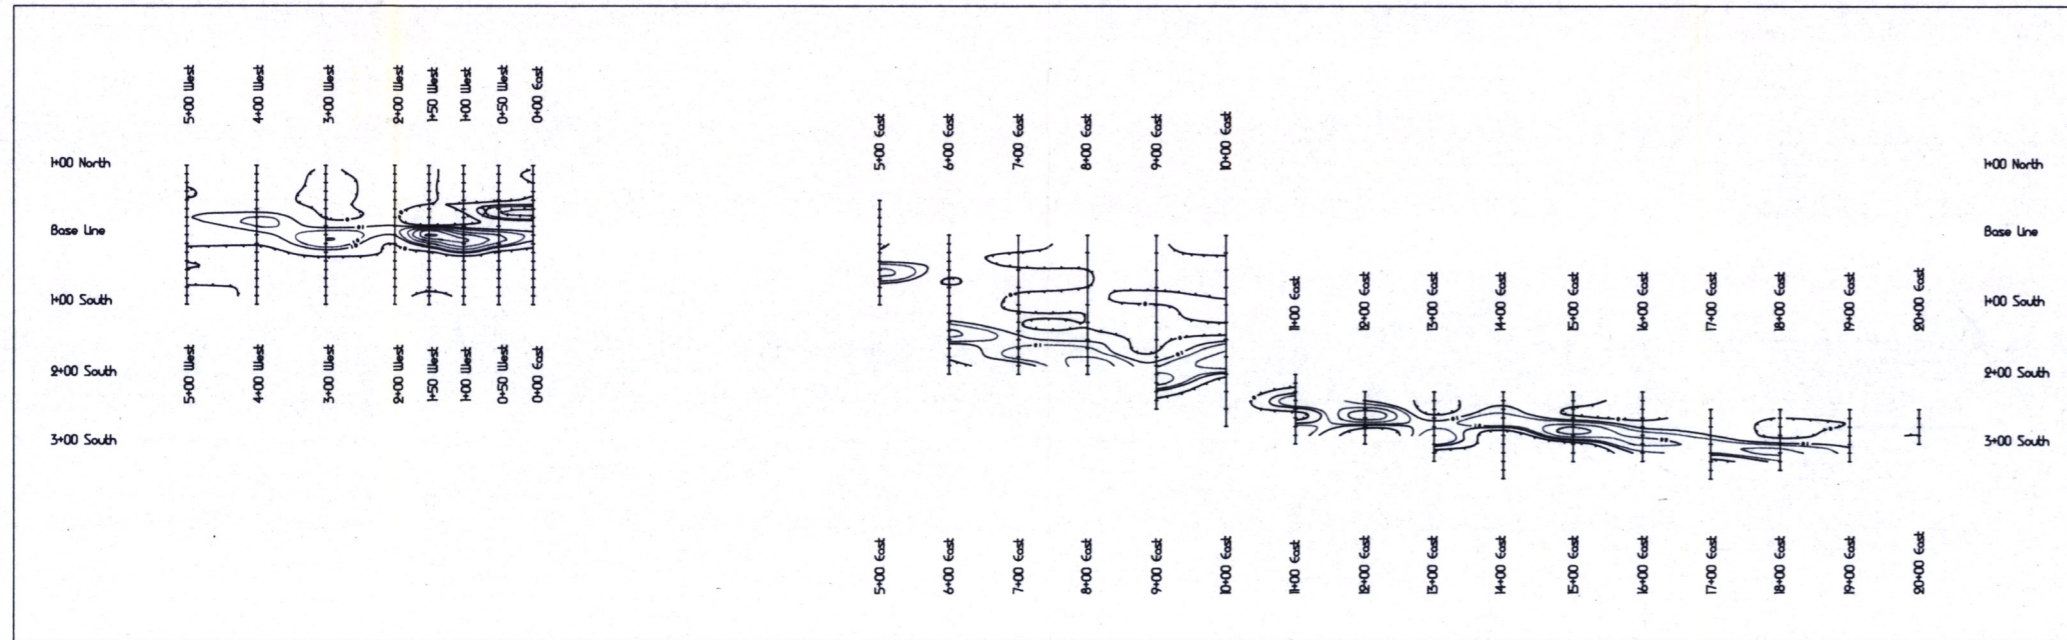 5+00 West
4+00 West
3+00 West
2+00 West
1+50 West
1+00 West
0+50 West
0+00 East
5+00 East
6+00 East
7+00 East
8+00 East
9+00 East
10+00 East
1+00 North
1+00 North
Base Line
Base Line
1+00 South
1+00 South
11+00 East
12+00 East
13+00 East
14+00 East
15+00 East
16+00 East
17+00 East
18+00 East
19+00 East
20+00 East
2+00 South
2+00 South
5+00 West
4+00 West
3+00 West
2+00 West
1+50 West
1+00 West
0+50 West
0+00 East
3+00 South
3+00 South
5+00 East
6+00 East
7+00 East
8+00 East
9+00 East
10+00 East
11+00 East
12+00 East
13+00 East
14+00 East
15+00 East
16+00 East
17+00 East
18+00 East
19+00 East
20+00 East